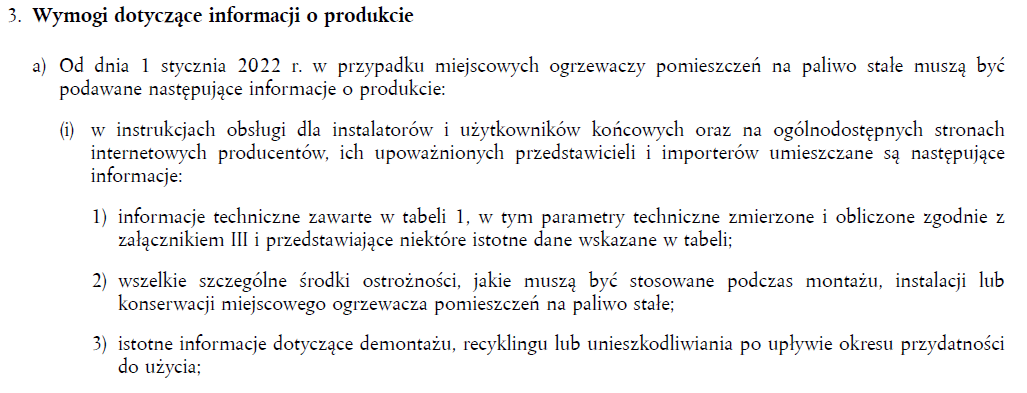 3. Wymogi dotyczące informacji o produkcie
a) Od dnia 1 stycznia 2022 r. w przypadku miejscowych ogrzewaczy pomieszczeń na paliwo stałe muszą być
podawane następujące informacje o produkcie:
(i) w instrukcjach obsługi dla instalatorów i użytkowników końcowych oraz na ogólnodostępnych stronach
internetowych producentów, ich upoważnionych przedstawicieli i importerów umieszczane są następujące
informacje:
1) informacje techniczne zawarte w tabeli 1, w tym parametry techniczne zmierzone i obliczone zgodnie z
załącznikiem III i przedstawiające niektóre istotne dane wskazane w tabeli;
2) wszelkie szczególne środki ostrożności, jakie muszą być stosowane podczas montażu, instalacji lub
konserwacji miejscowego ogrzewacza pomieszczeń na paliwo stałe;
3) istotne informacje dotyczące demontażu, recyklingu lub unieszkodliwiania po upływie okresu przydatności
do użycia;